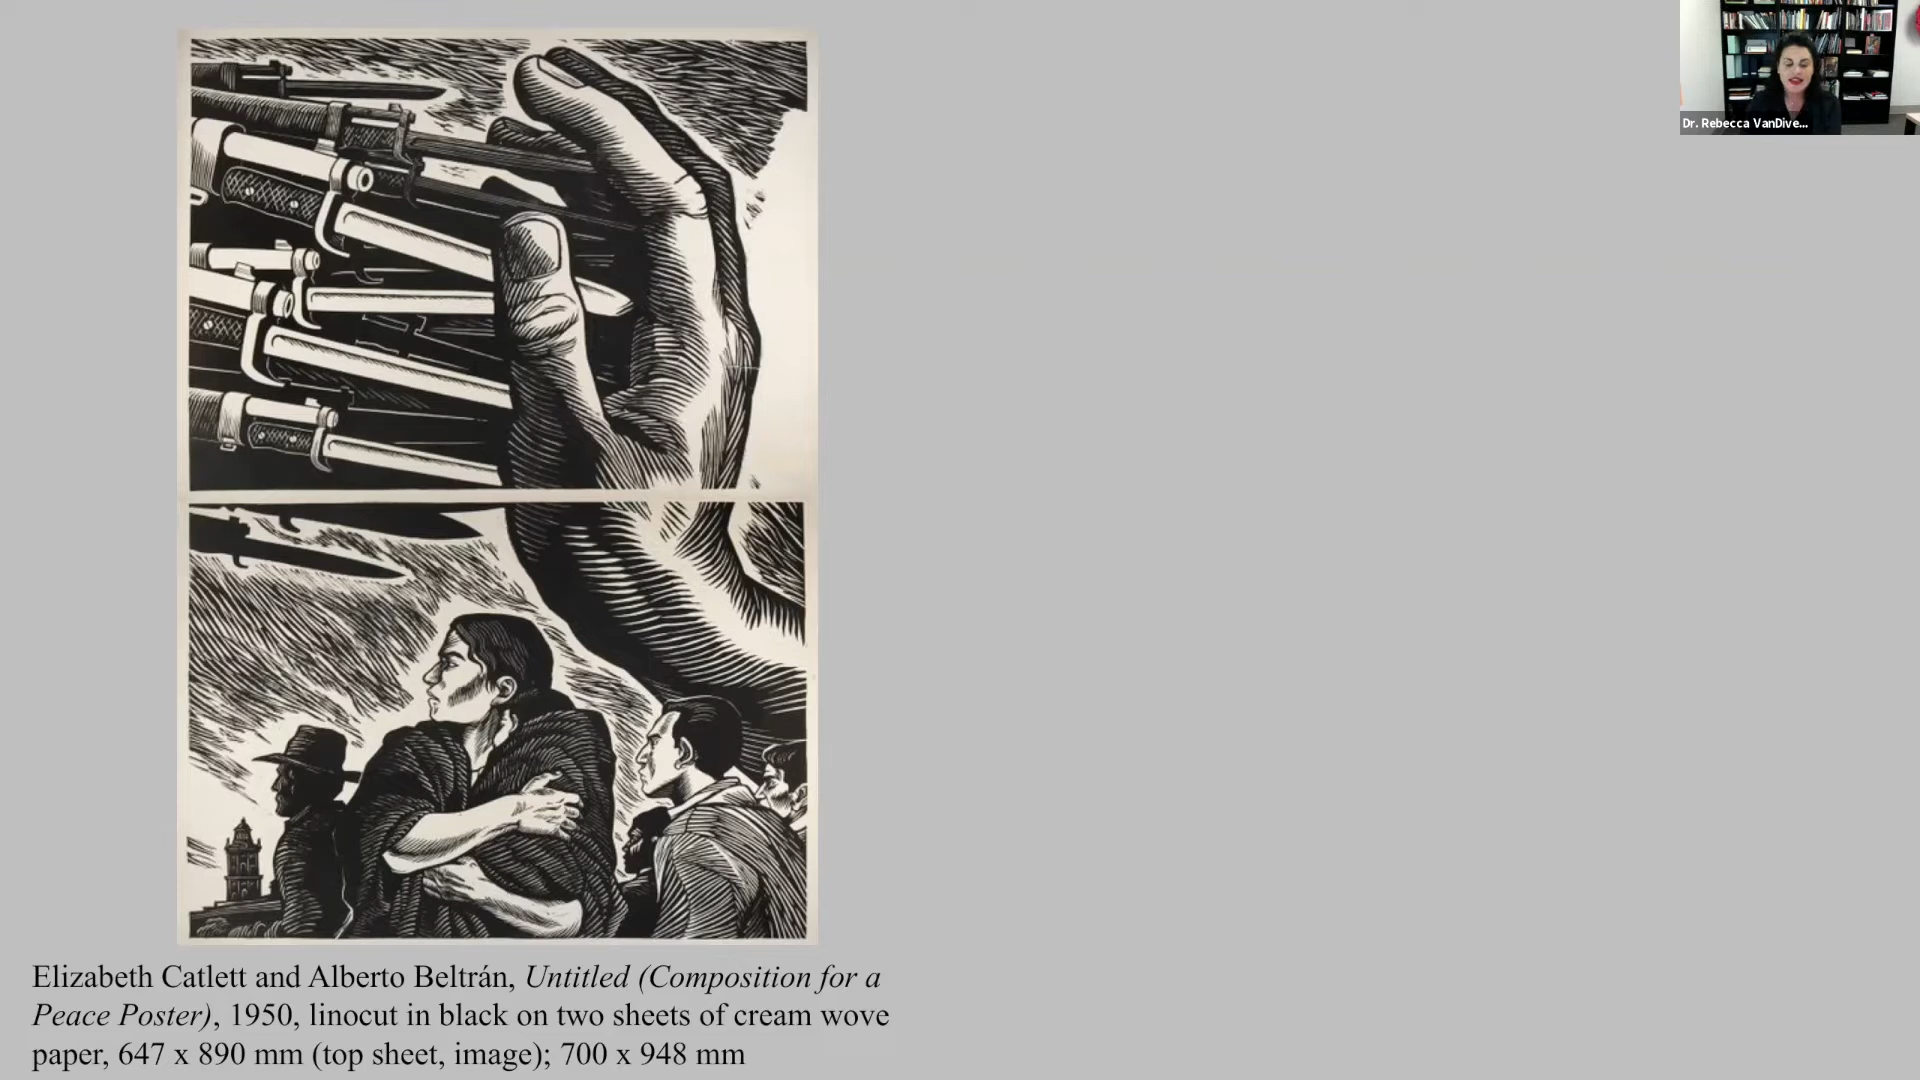 Dr. Rebecca VanDive...
Elizabeth Catlett and Alberto Beltrán, Untitled (Composition for a
Peace Poster), 1950, linocut in black on two sheets of cream wove
paper, 647 x 890 mm (top sheet, image); 700 x 948 mm